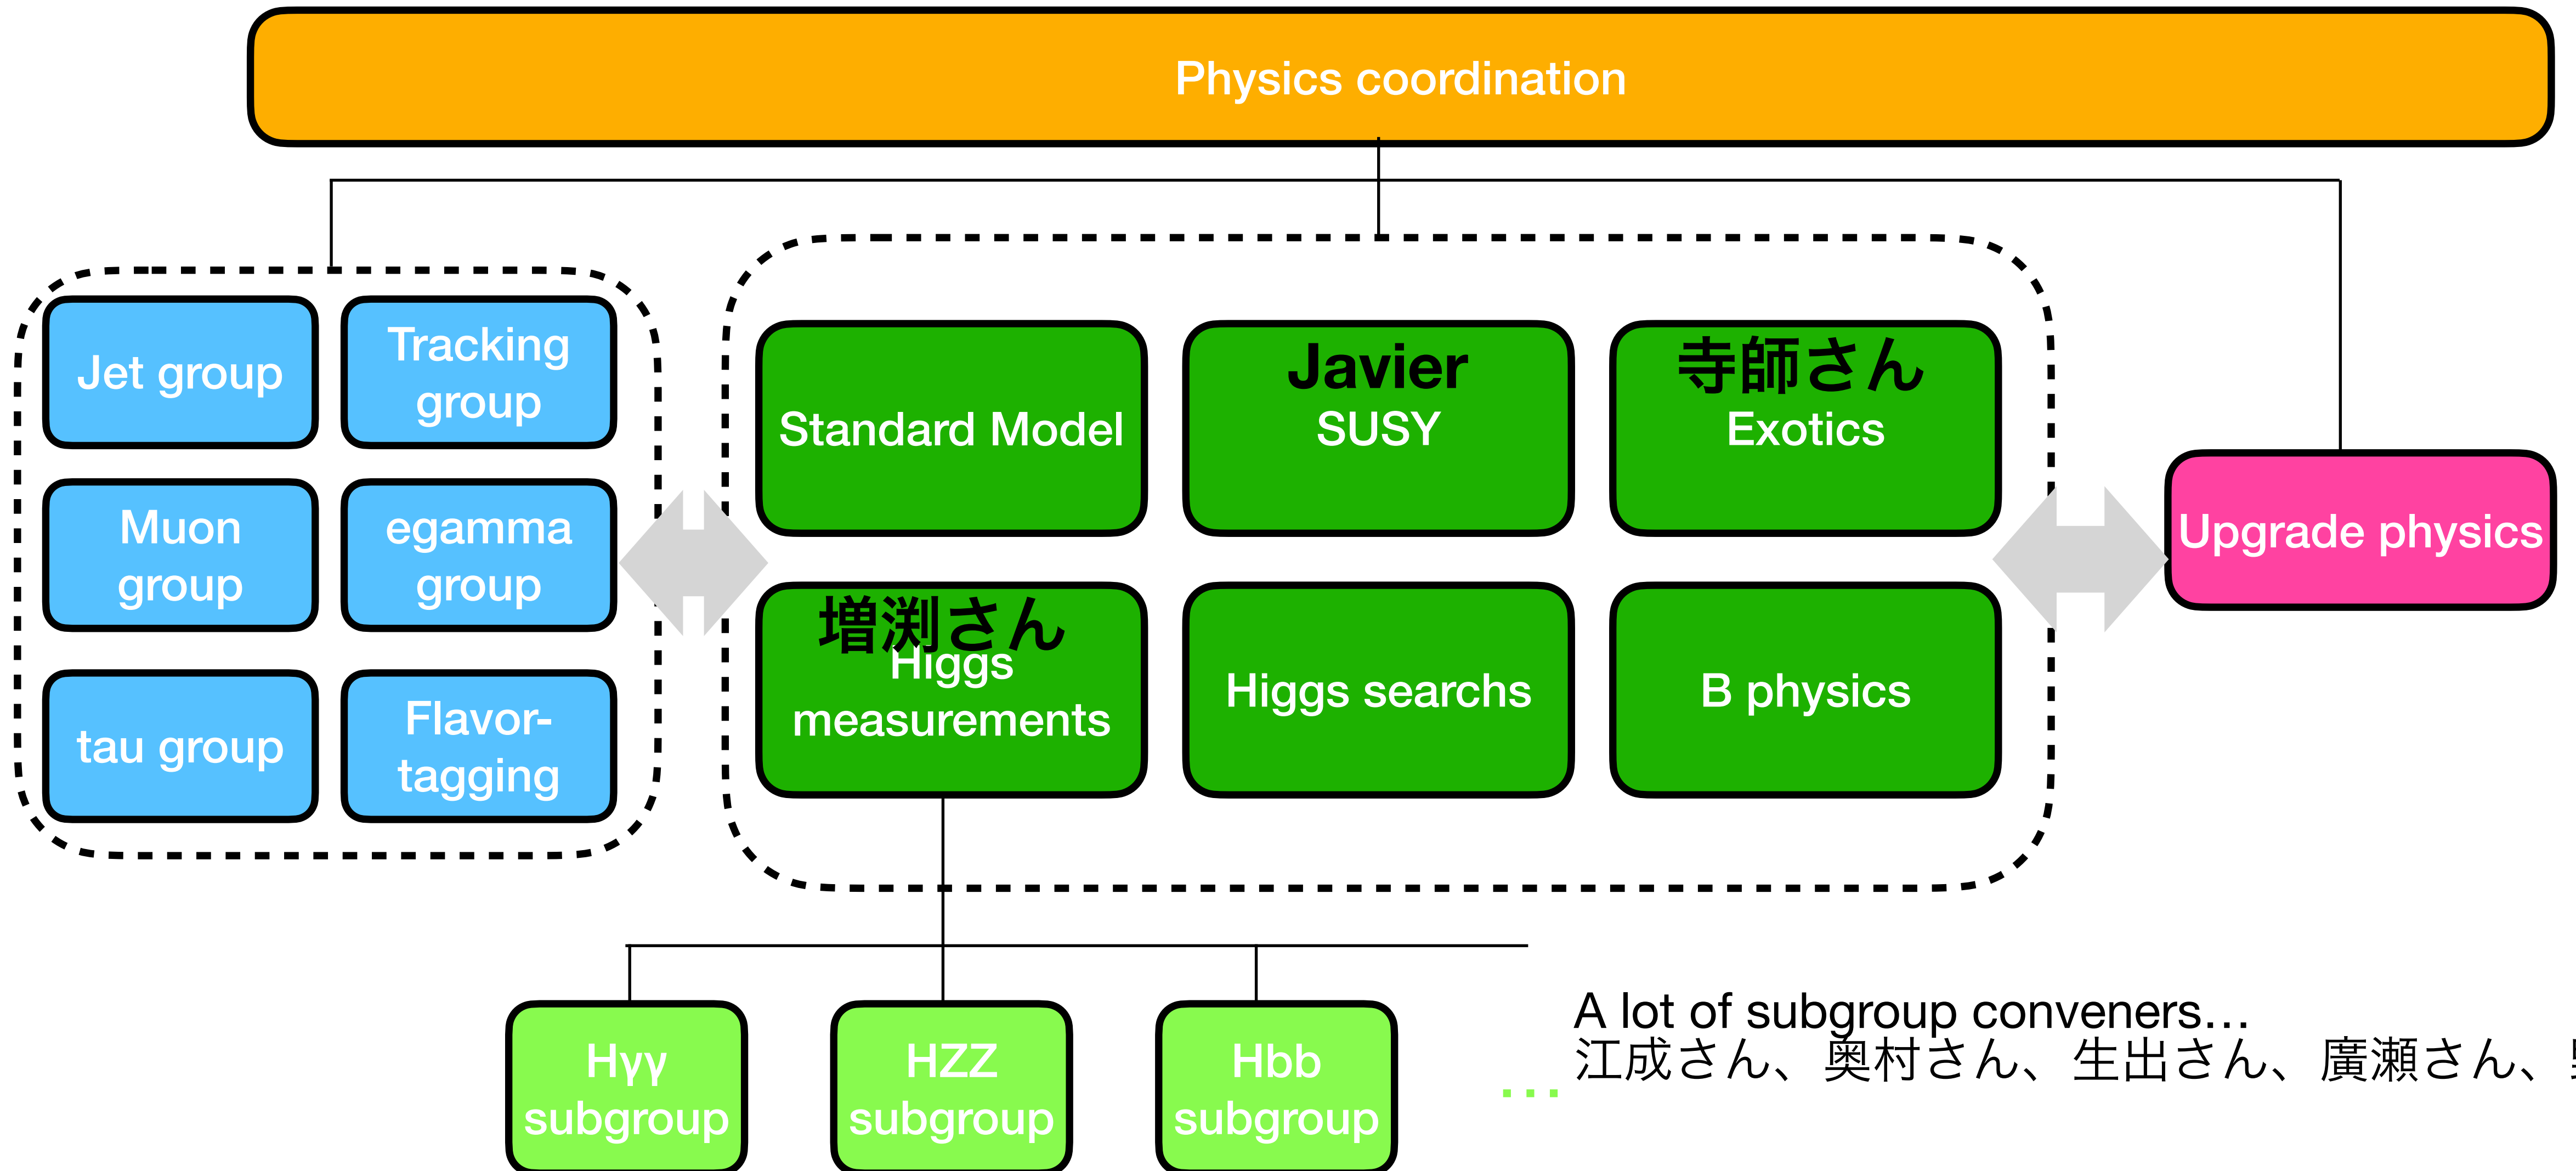 Physics coordination
Jet group
Tracking
group
Muon
group
egamma
group
tau group
Flavor-
tagging
Standard Model
Javier
SUSY
寺師さん
Exotics
増渕さん
Higgs
measurements
Higgs searchs
B physics
Upgrade physics
Hγγ
subgroup
HZZ
subgroup
Hbb
subgroup
...
A lot of subgroup conveners…
江成さん、奥村さん、生出さん、廣瀬さん、